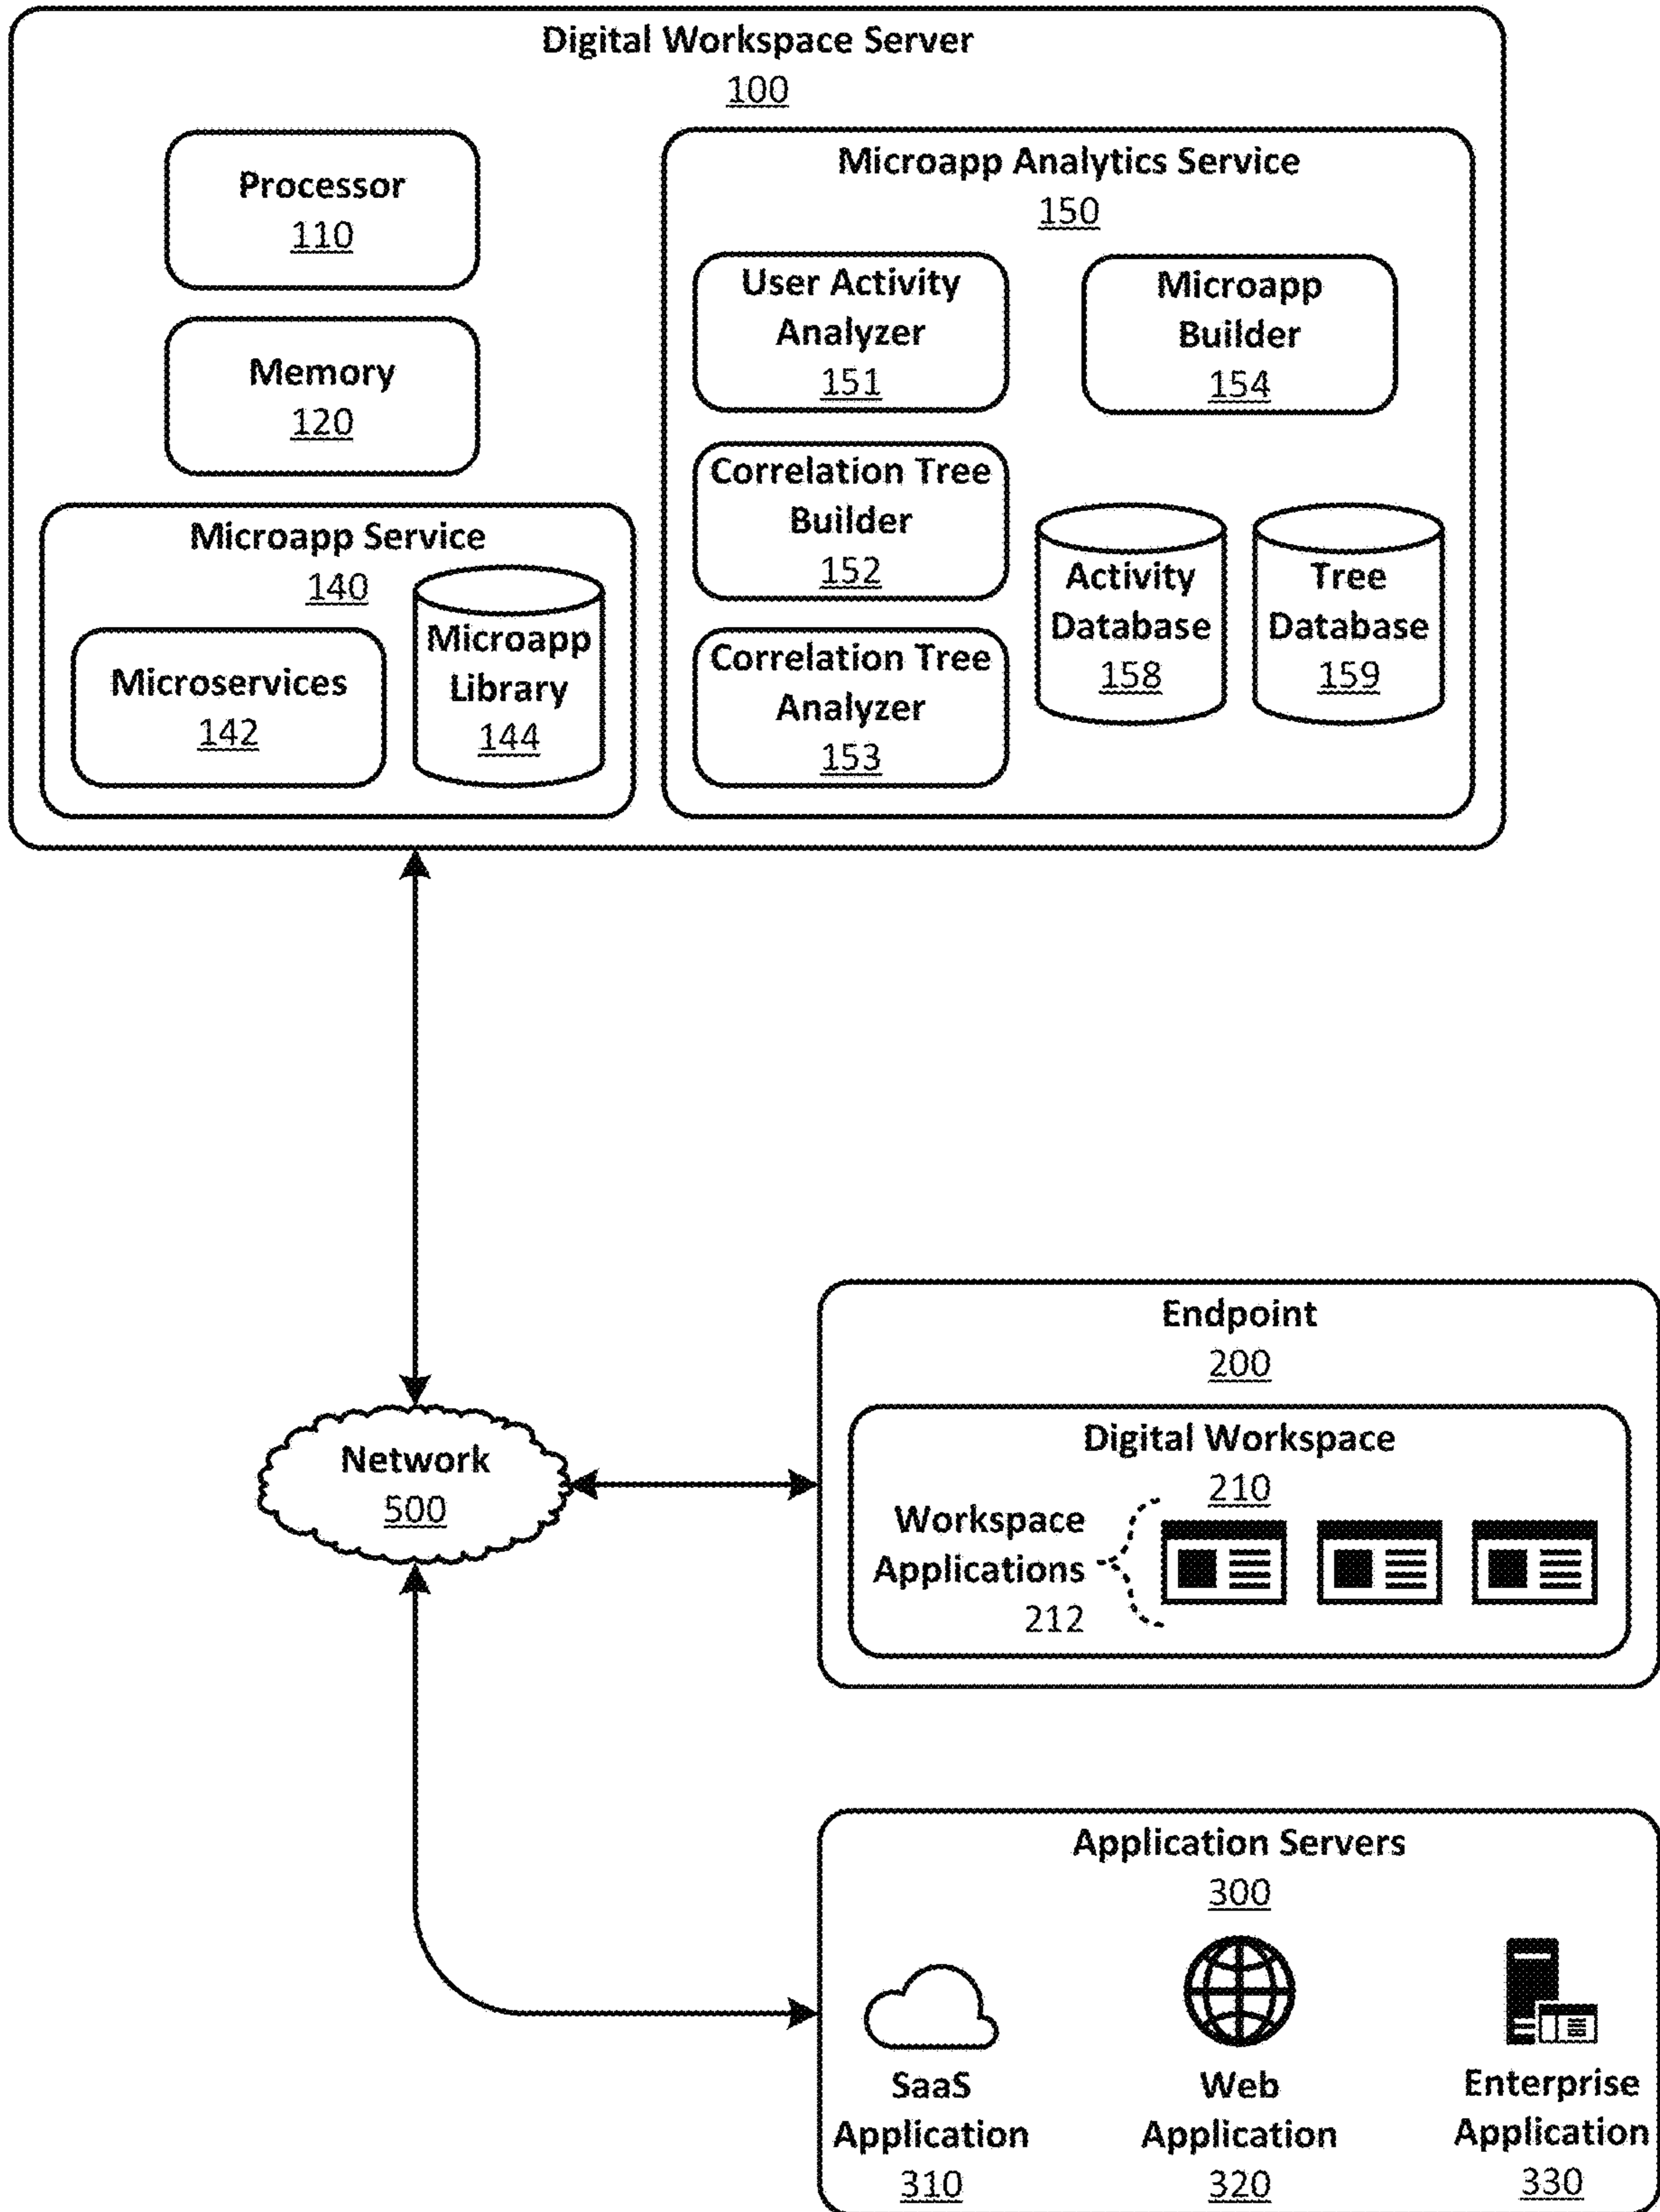 Digital Workspace Server
100
Processor
110
Memory
120
Microapp Service
140
Microservices
142
Microapp
Library
144
Microapp Analytics Service
150
User Activity
Analyzer
151
Microapp
Builder
154
Correlation Tree
Builder
152
Correlation Tree
Analyzer
153
Activity
Database
158
Tree
Database
159
Network
500
Endpoint
200
Digital Workspace
210
Workspace
Applications
212
Application Servers
300
SaaS
Application
310
Web
Application
320
Enterprise
Application
330